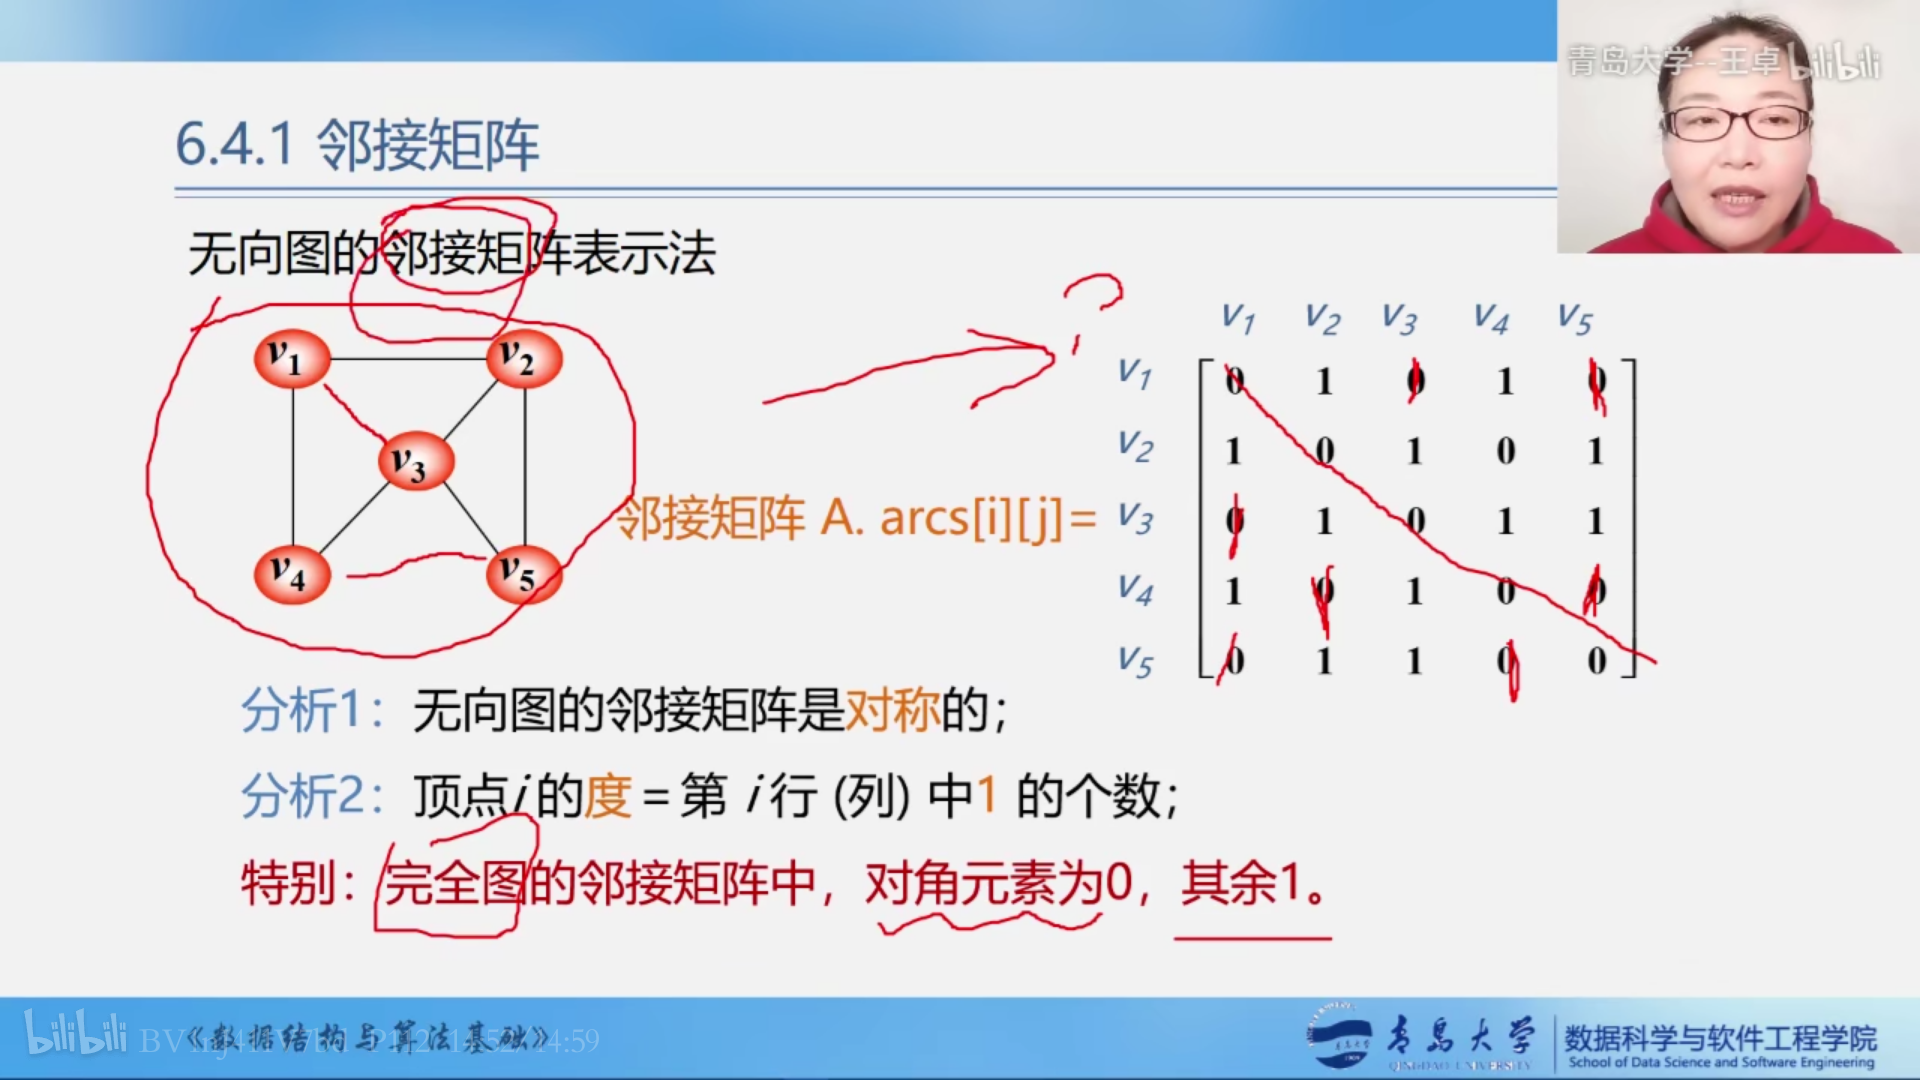 青岛大学--王卓 bilibili
6.4.1 邻接矩阵
无向图的邻接矩阵表示法
v1 v2 v3 v4 v5
v1 0 1 0 1 0
v2 1 0 1 0 1
v3 0 1 0 1 1
v4 1 0 1 0 0
v5 0 1 1 0 0
v1 v2
v3
v4 v5
邻接矩阵 A. arcs[i][j]=
分析1：无向图的邻接矩阵是对称的；
分析2：顶点i 的度 = 第 i 行 (列) 中1 的个数；
特别：完全图的邻接矩阵中，对角元素为0，其余1。
bilibili
《数据结构与算法基础》
青岛大学
QINGDAO UNIVERSITY
数据科学与软件工程学院
School of Data Science and Software Engineering